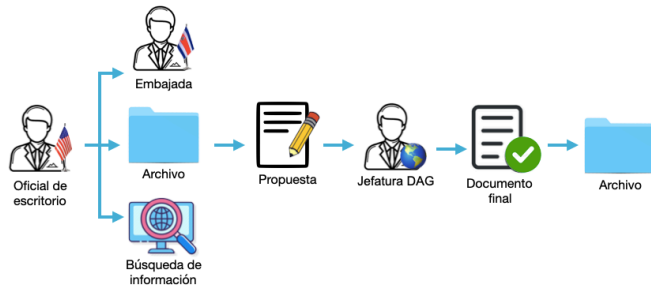 Embajada
Oficial de
escritorio
Archivo
Propuesta
Jefatura DAG
Documento
final
Archivo
Búsqueda de
información